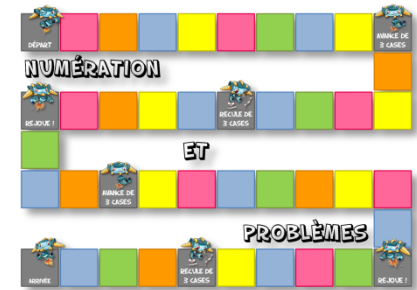 DÉPART
AVANCE DE
3 CASES
NUMÉRATION
REJOUE !
RECULE DE
3 CASES
ET
AVANCE DE
3 CASES
PROBLÈMES
ARRIVÉE
RECULE DE
3 CASES
REJOUE !